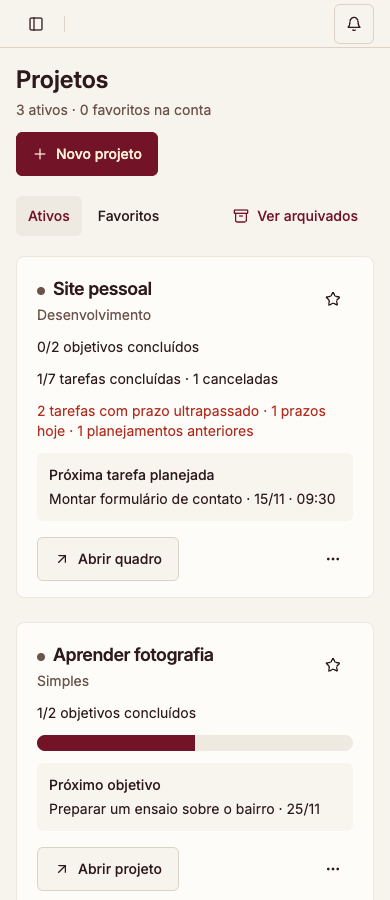 Projetos
3 ativos · 0 favoritos na conta
Novo projeto
Ativos
Favoritos
Ver arquivados
Site pessoal
Desenvolvimento
0/2 objetivos concluídos
1/7 tarefas concluídas · 1 canceladas
2 tarefas com prazo ultrapassado · 1 prazos
hoje · 1 planejamentos anteriores
Próxima tarefa planejada
Montar formulário de contato · 15/11 · 09:30
Abrir quadro
Aprender fotografia
Simples
1/2 objetivos concluídos
Próximo objetivo
Preparar um ensaio sobre o bairro · 25/11
Abrir projeto